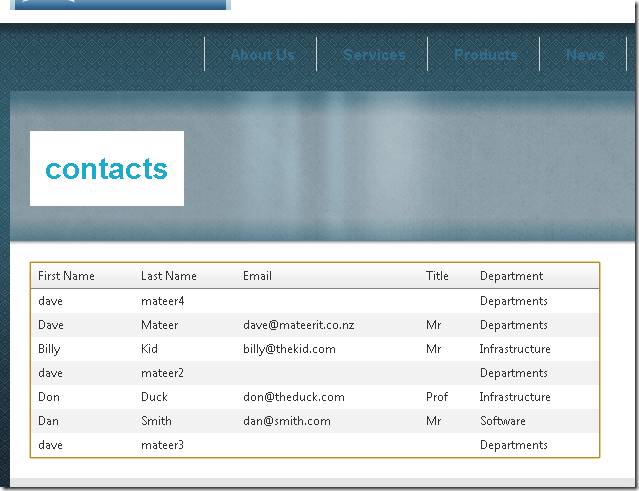 About Us Services Products News
contacts
First Name Last Name Email Title Department
dave mateer4 Departments
Dave Mateer dave@mateerit.co.nz Mr Departments
Billy Kid billy@thekid.com Mr Infrastructure
dave mateer2 Departments
Don Duck don@theduck.com Prof Infrastructure
Dan Smith dan@smith.com Mr Software
dave mateer3 Departments